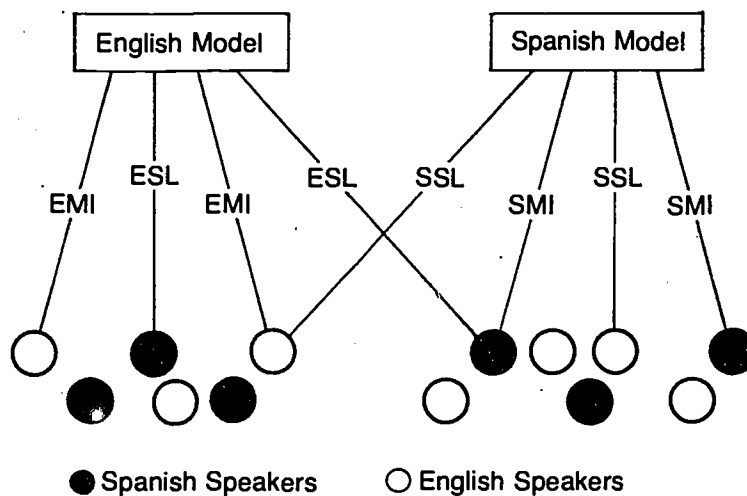 English Model
Spanish Model
EMI
ESL
EMI
ESL
SSL
SMI
SSL
SMI
Spanish Speakers
English Speakers